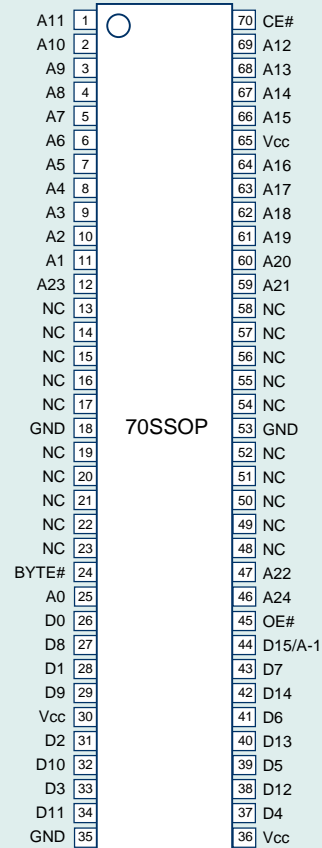 A11 1 70 CE#
A10 2 69 A12
A9 3 68 A13
A8 4 67 A14
A7 5 66 A15
A6 6 65 Vcc
A5 7 64 A16
A4 8 63 A17
A3 9 62 A18
A2 10 61 A19
A1 11 60 A20
A23 12 59 A21
NC 13 58 NC
NC 14 57 NC
NC 15 56 NC
NC 16 55 NC
NC 17 54 NC
GND 18 70SSOP 53 GND
NC 19 52 NC
NC 20 51 NC
NC 21 50 NC
NC 22 49 NC
NC 23 48 NC
BYTE# 24 47 A22
A0 25 46 A24
D0 26 45 OE#
D8 27 44 D15/A-1
D1 28 43 D7
D9 29 42 D14
Vcc 30 41 D6
D2 31 40 D13
D10 32 39 D5
D3 33 38 D12
D11 34 37 D4
GND 35 36 Vcc